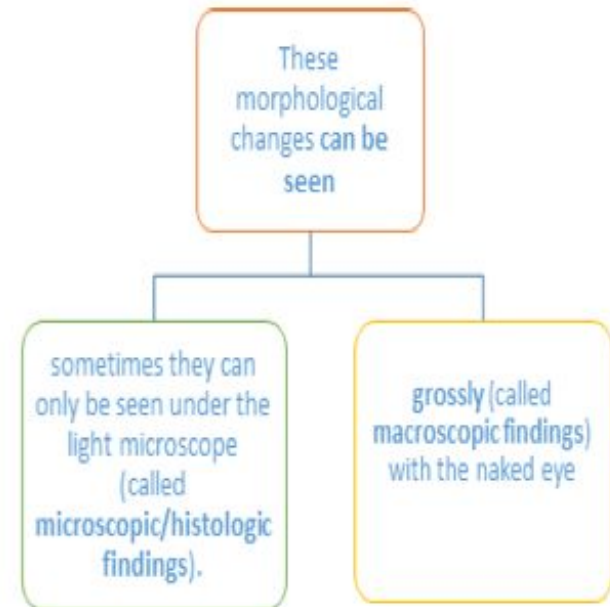 These
morphological
changes can be
seen
sometimes they can
only be seen under the
light microscope
(called
microscopic/histologic
findings).
grossly (called
macroscopic findings)
with the naked eye